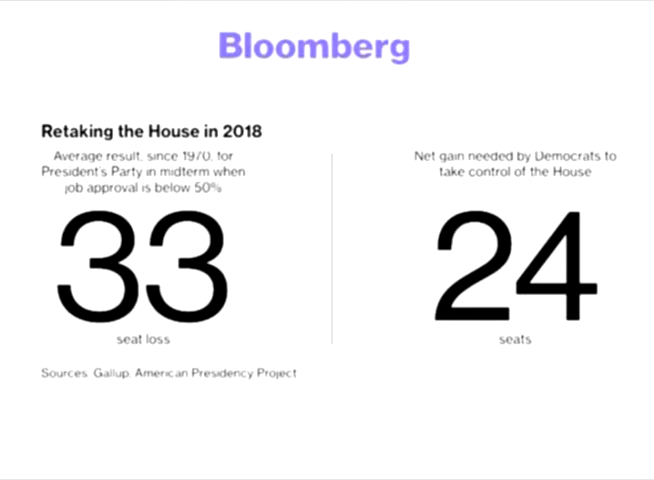 Bloomberg
Retaking the House in 2018
Average result, since 1970, for
President's Party in midterm when
job approval is below 50%
33
seat loss
Net gain needed by Democrats to
take control of the House
24
seats
Sources: Gallup, American Presidency Project